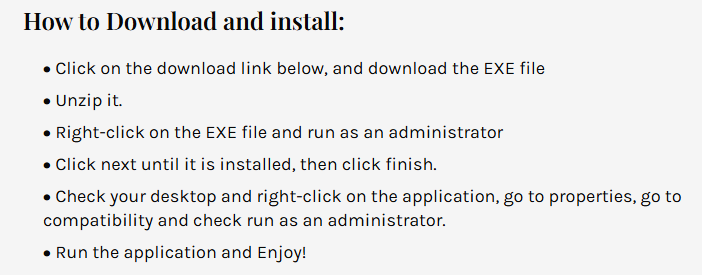 How to Download and install:
• Click on the download link below, and download the EXE file
• Unzip it.
• Right-click on the EXE file and run as an administrator
• Click next until it is installed, then click finish.
• Check your desktop and right-click on the application, go to properties, go to
compatibility and check run as an administrator.
• Run the application and Enjoy!